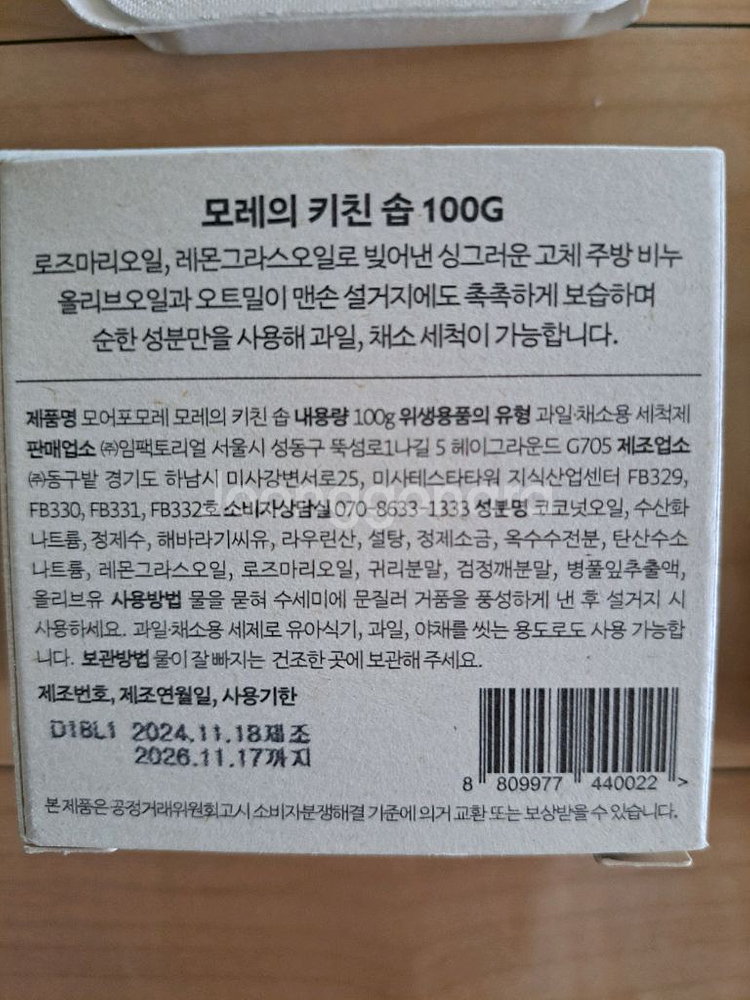 모레의 키친 솝 100G
로즈마리오일, 레몬그라스오일로 빚어낸 싱그러운 고체 주방 비누
올리브오일과 오트밀이 맨손 설거지에도 촉촉하게 보습하며
순한 성분만을 사용해 과일, 채소 세척이 가능합니다.
제품명 모어포모레 모레의 키친 솝 내용량 100g 위생용품의 유형 과일·채소용 세척제
판매업소 ㈜임팩토리얼 서울시 성동구 뚝섬로1나길 5 헤이그라운드 G705 제조업소
㈜동구밭 경기도 하남시 미사강변서로25, 미사테스타타워 지식산업센터 FB329,
FB330, FB331, FB332호 소비자상담실 070-8633-1333 성분명 코코넛오일, 수산화
나트륨, 정제수, 해바라기씨유, 라우린산, 설탕, 정제소금, 옥수수전분, 탄산수소
나트륨, 레몬그라스오일, 로즈마리오일, 귀리분말, 검정깨분말, 병풀잎추출액,
올리브유 사용방법 물을 묻혀 수세미에 문질러 거품을 풍성하게 낸 후 설거지 시
사용하세요. 과일·채소용 세제로 유아식기, 과일, 야채를 씻는 용도로도 사용 가능합
니다. 보관방법 물이 잘 빠지는 건조한 곳에 보관해 주세요.
제조번호, 제조연월일, 사용기한
D18L1 2024.11.18제조
2026.11.17까지
8 809977 440022 >
본 제품은 공정거래위원회고시 소비자분쟁해결 기준에 의거 교환 또는 보상받을 수 있습니다.